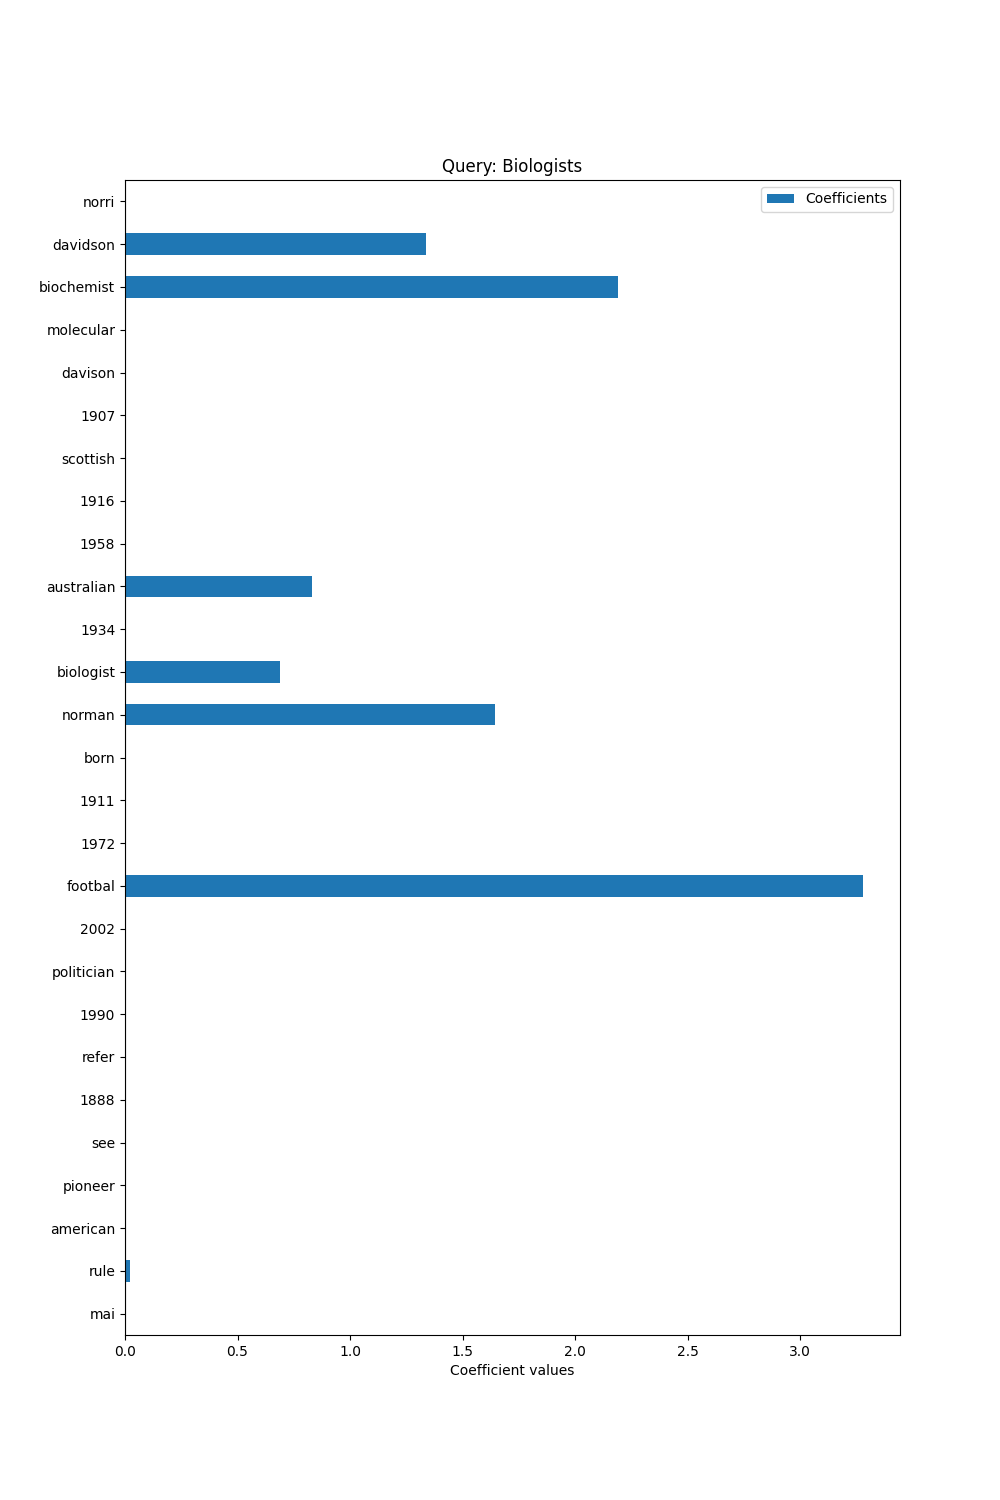 Query: Biologists
Coefficients
norri
davidson
biochemist
molecular
davison
1907
scottish
1916
1958
australian
1934
biologist
norman
born
1911
1972
footbal
2002
politician
1990
refer
1888
see
pioneer
american
rule
mai
0.0 0.5 1.0 1.5 2.0 2.5 3.0
Coefficient values